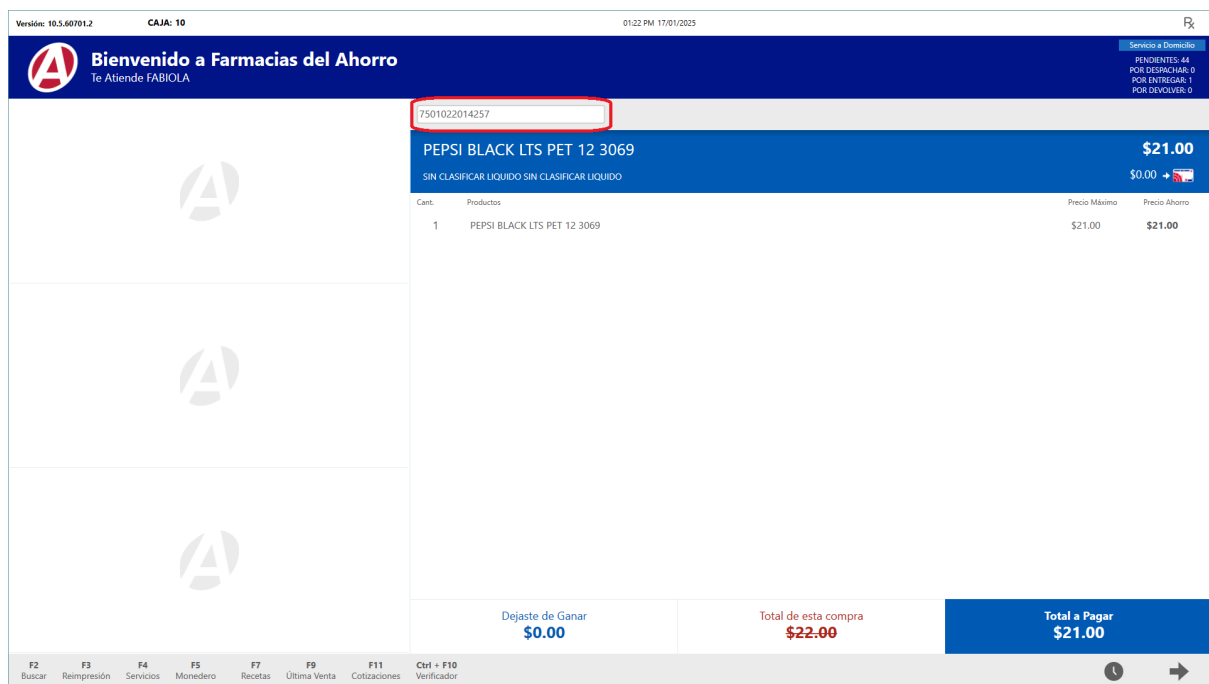 Versión: 10.5.60701.2 CAJA: 10 01:22 PM 17/01/2025 Rx
Bienvenido a Farmacias del Ahorro
Te Atiende FABIOLA
Servicio a Domicilio
PENDIENTES: 44
POR DESPACHAR: 0
POR ENTREGAR: 1
POR DEVOLVER: 0
7501022014257
PEPSI BLACK LTS PET 12 3069 $21.00
SIN CLASIFICAR LIQUIDO SIN CLASIFICAR LIQUIDO $0.00
Cant. Productos Precio Máximo Precio Ahorro
1 PEPSI BLACK LTS PET 12 3069 $21.00 $21.00
Dejaste de Ganar Total de esta compra Total a Pagar
$0.00 $22.00 $21.00
F2 F3 F4 F5 F7 F9 F11 Ctrl + F10
Buscar Reimpresión Servicios Monedero Recetas Última Venta Cotizaciones Verificador